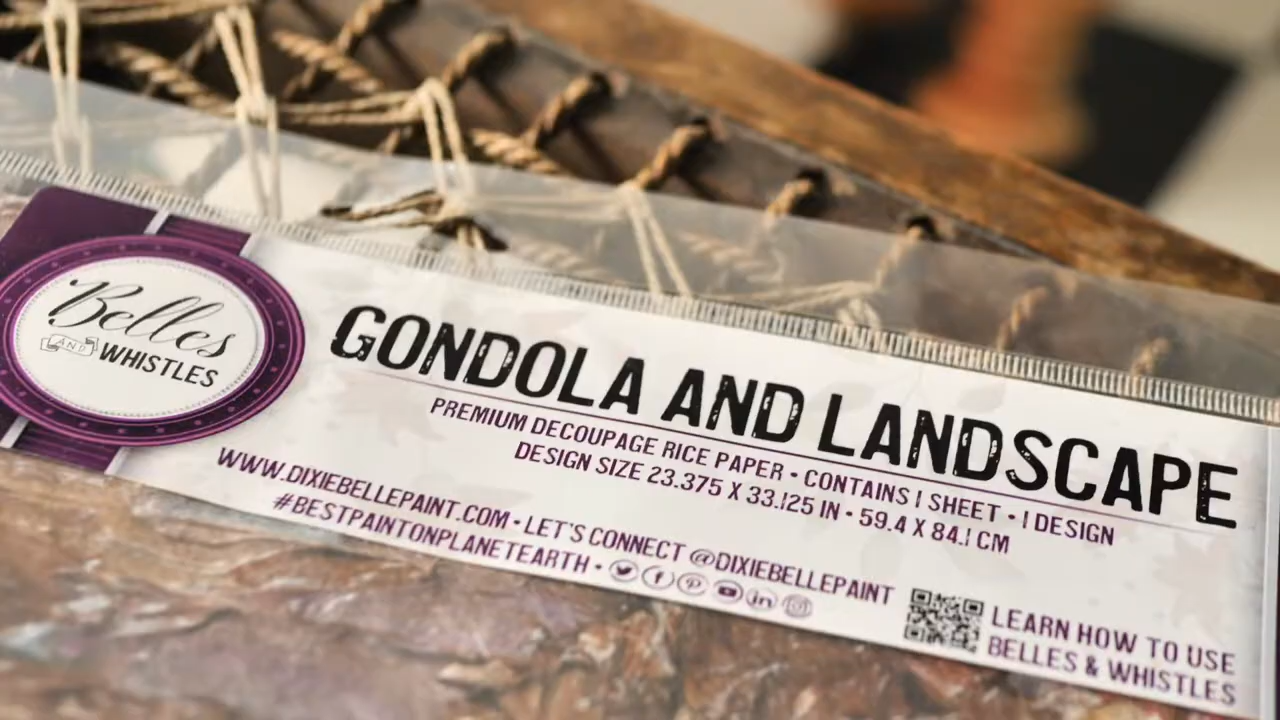 Belles
AND WHISTLES
GONDOLA AND LANDSCAPE
PREMIUM DECOUPAGE RICE PAPER • CONTAINS 1 SHEET • 1 DESIGN
DESIGN SIZE 23.375 X 33.125 IN • 59.4 X 84.1 CM
WWW.DIXIEBELLEPAINT.COM • LET'S CONNECT @DIXIEBELLEPAINT
#BESTPAINTONPLANETEARTH •
LEARN HOW TO USE
BELLES & WHISTLES